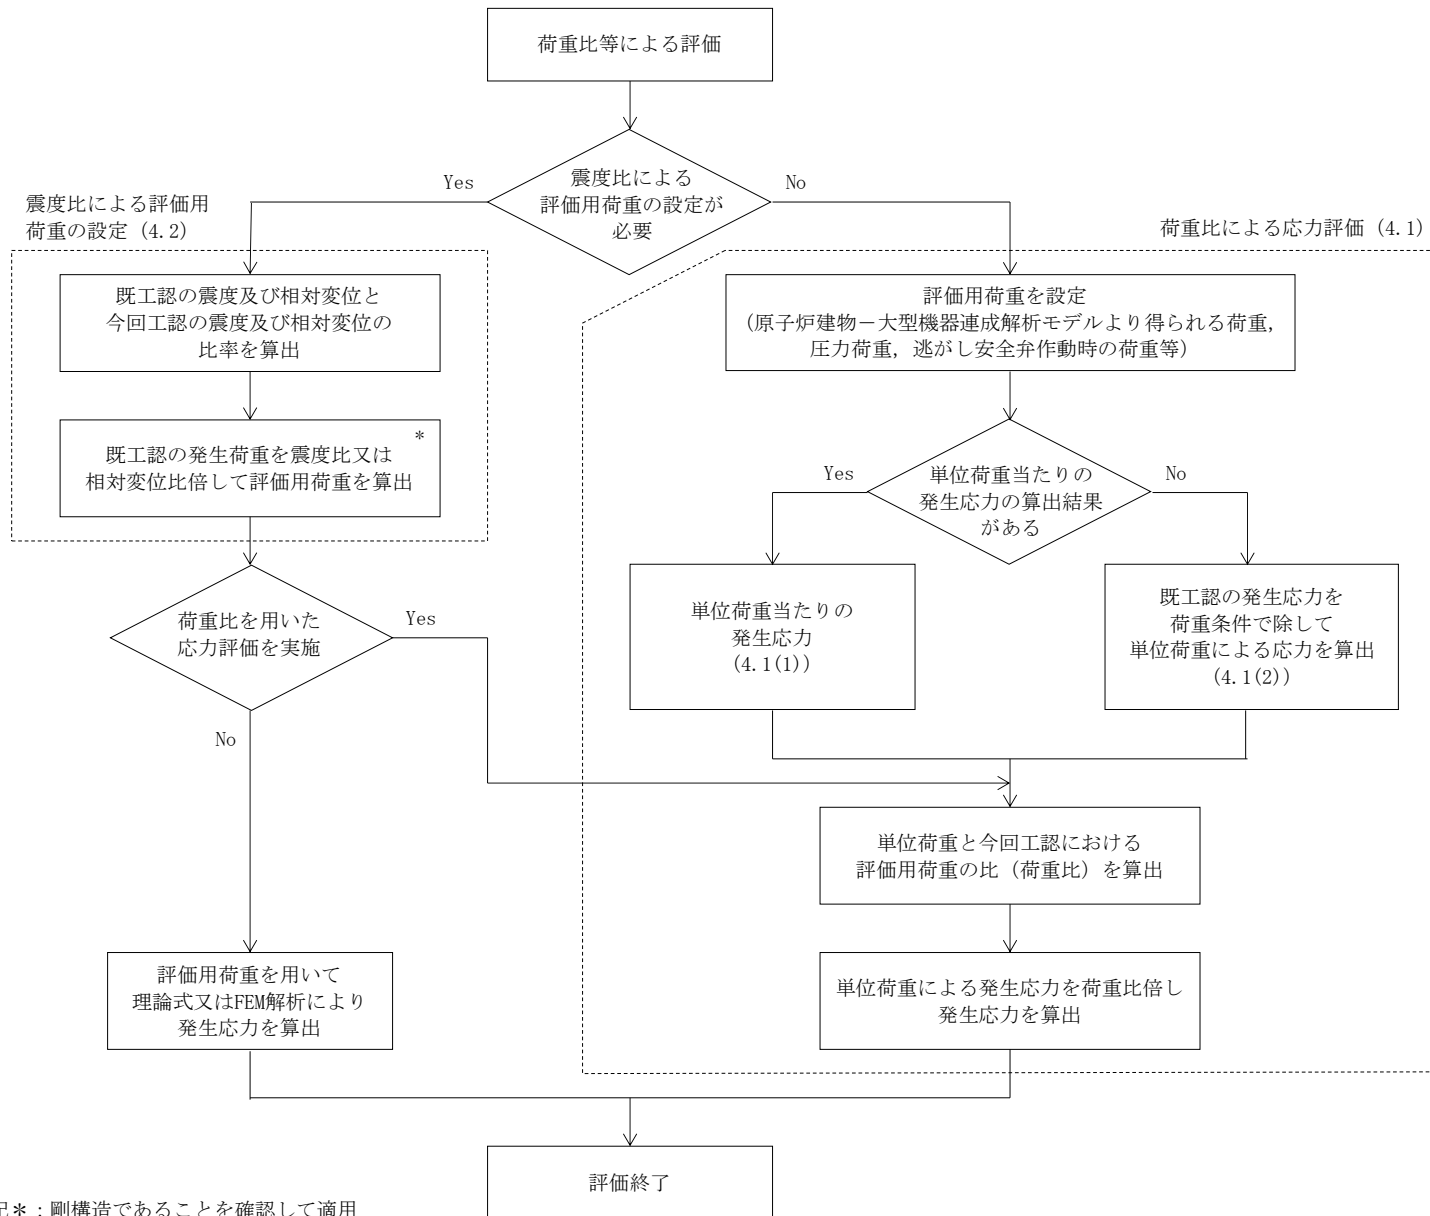 荷重比等による評価
震度比による
評価用荷重の設定が
必要
Yes
No
震度比による評価用
荷重の設定(4.2)
荷重比による応力評価(4.1)
既工認の震度及び相対変位と
今回工認の震度及び相対変位の
比率を算出
評価用荷重を設定
(原子炉建物－大型機器連成解析モデルより得られる荷重,
圧力荷重,逃がし安全弁作動時の荷重等)
*
既工認の発生荷重を震度比又は
相対変位比倍して評価用荷重を算出
単位荷重当たりの
発生応力の算出結果
がある
Yes
No
荷重比を用いた
応力評価を実施
Yes
No
単位荷重当たりの
発生応力
(4.1(1))
既工認の発生応力を
荷重条件で除して
単位荷重による応力を算出
(4.1(2))
単位荷重と今回工認における
評価用荷重の比(荷重比)を算出
評価用荷重を用いて
理論式又はFEM解析により
発生応力を算出
単位荷重による発生応力を荷重比倍し
発生応力を算出
評価終了
記＊:剛構造であることを確認して適用